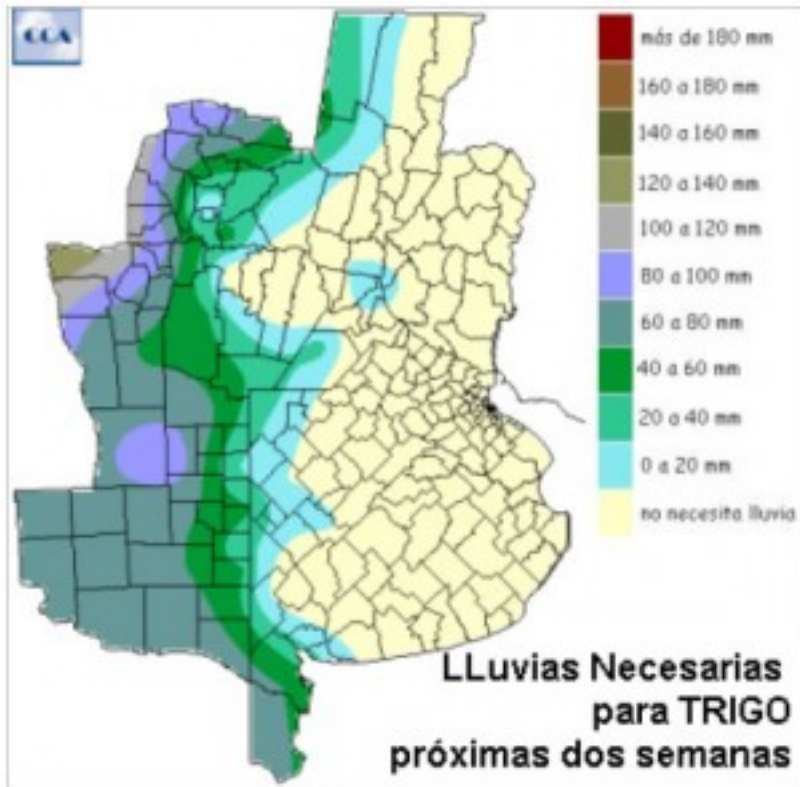 CCA
más de 180 mm
160 a 180 mm
140 a 160 mm
120 a 140 mm
100 a 120 mm
80 a 100 mm
60 a 80 mm
40 a 60 mm
20 a 40 mm
0 a 20 mm
no necesita lluvia
LLuvias Necesarias
para TRIGO
próximas dos semanas